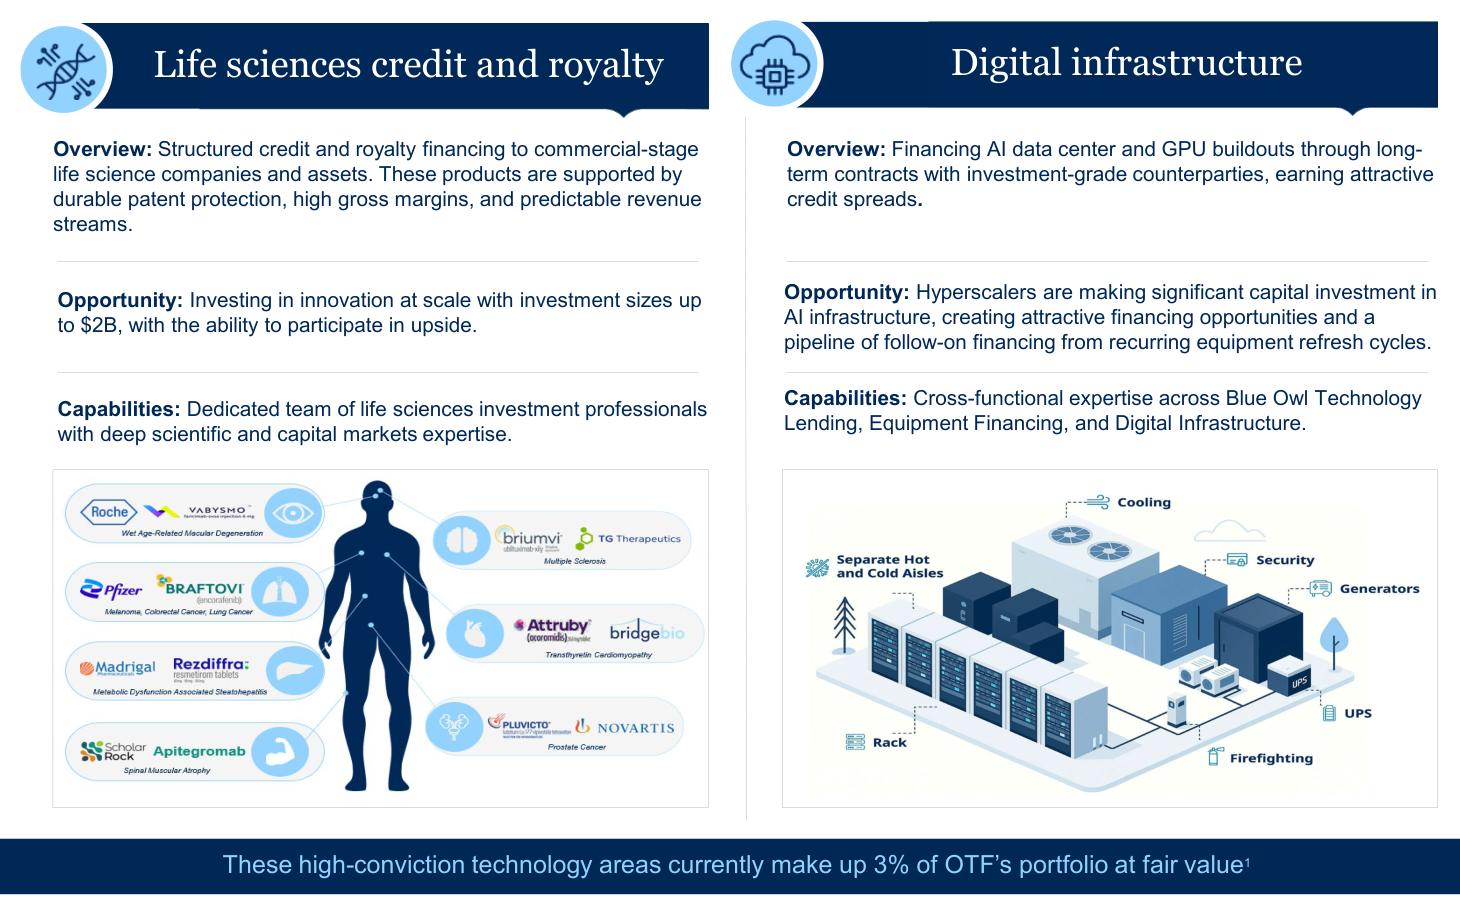 Life sciences credit and royalty
Overview: Structured credit and royalty financing to commercial-stage
life science companies and assets. These products are supported by
durable patent protection, high gross margins, and predictable revenue
streams.
Opportunity: Investing in innovation at scale with investment sizes up
to $2B, with the ability to participate in upside.
Capabilities: Dedicated team of life sciences investment professionals
with deep scientific and capital markets expertise.
Roche
VABYSMO™
Wet Age-Related Macular Degeneration
Pfizer
BRAFTOVI
(encorafenib)
Melanoma, Colorectal Cancer, Lung Cancer
Madrigal
Pharmaceuticals
Rezdiffra
resmetirom tablets
Metabolic Dysfunction Associated Steatohepatitis
Scholar
Rock
Apitegromab
Spinal Muscular Atrophy
briumvi
TG Therapeutics
Multiple Sclerosis
Attruby
(acoramidis)
bridgebio
Transthyretin Cardiomyopathy
PLUVICTO
NOVARTIS
Prostate Cancer
Digital infrastructure
Overview: Financing AI data center and GPU buildouts through long-
term contracts with investment-grade counterparties, earning attractive
credit spreads.
Opportunity: Hyperscalers are making significant capital investment in
AI infrastructure, creating attractive financing opportunities and a
pipeline of follow-on financing from recurring equipment refresh cycles.
Capabilities: Cross-functional expertise across Blue Owl Technology
Lending, Equipment Financing, and Digital Infrastructure.
Cooling
Separate Hot
and Cold Aisles
Security
Generators
UPS
UPS
Rack
Firefighting
These high-conviction technology areas currently make up 3% of OTF’s portfolio at fair value¹